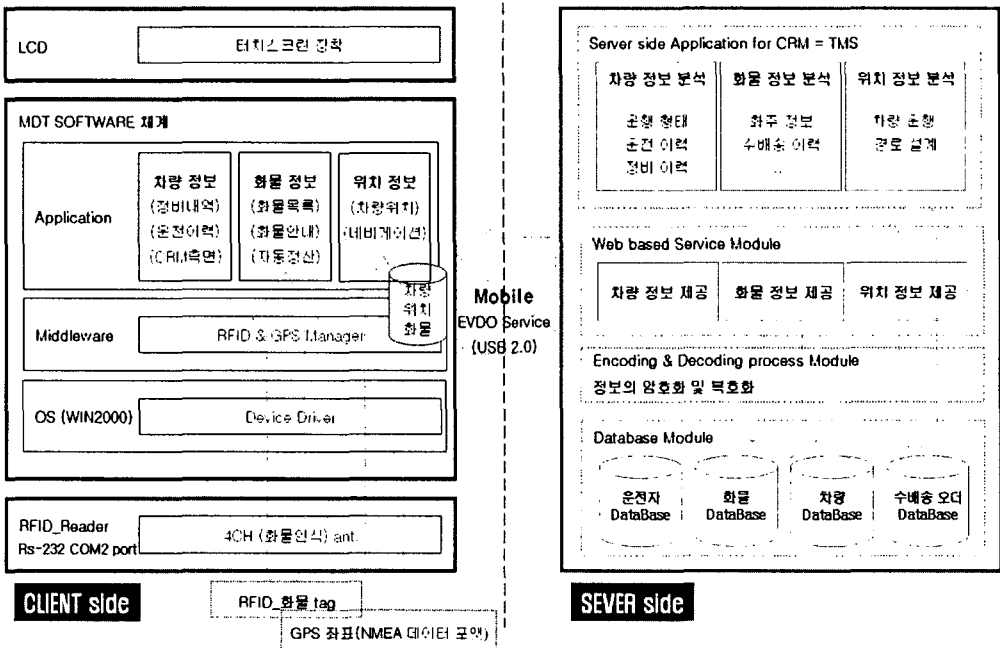 LCD
터치스크린 장착
MDT SOFTWARE 체계
Application
차량 정보
(정비내역)
(운전이력)
(CRM측면)
화물 정보
(화물목록)
(화물안내)
(자동정산)
위치 정보
(차량위치)
(네비게이션)
차량
위치
화물
Middleware
RFID & GPS Manager
OS (WIN2000)
Device Driver
RFID_Reader
Rs-232 COM2 port
4CH (화물인식) ant.
CLIENT side
RFID_화물 tag
GPS 좌표(NMEA 데이터 포맷)
Mobile
EVDO Service
(USB 2.0)
Server side Application for CRM = TMS
차량 정보 분석
운행 형태
운전 이력
정비 이력
화물 정보 분석
화주 정보
수배송 이력
..
위치 정보 분석
차량 운행
경로 설계
Web based Service Module
차량 정보 제공
화물 정보 제공
위치 정보 제공
Encoding & Decoding process Module
정보의 암호화 및 복호화
Database Module
운전자
DataBase
화물
DataBase
차량
DataBase
수배송 오더
DataBase
SEVER side